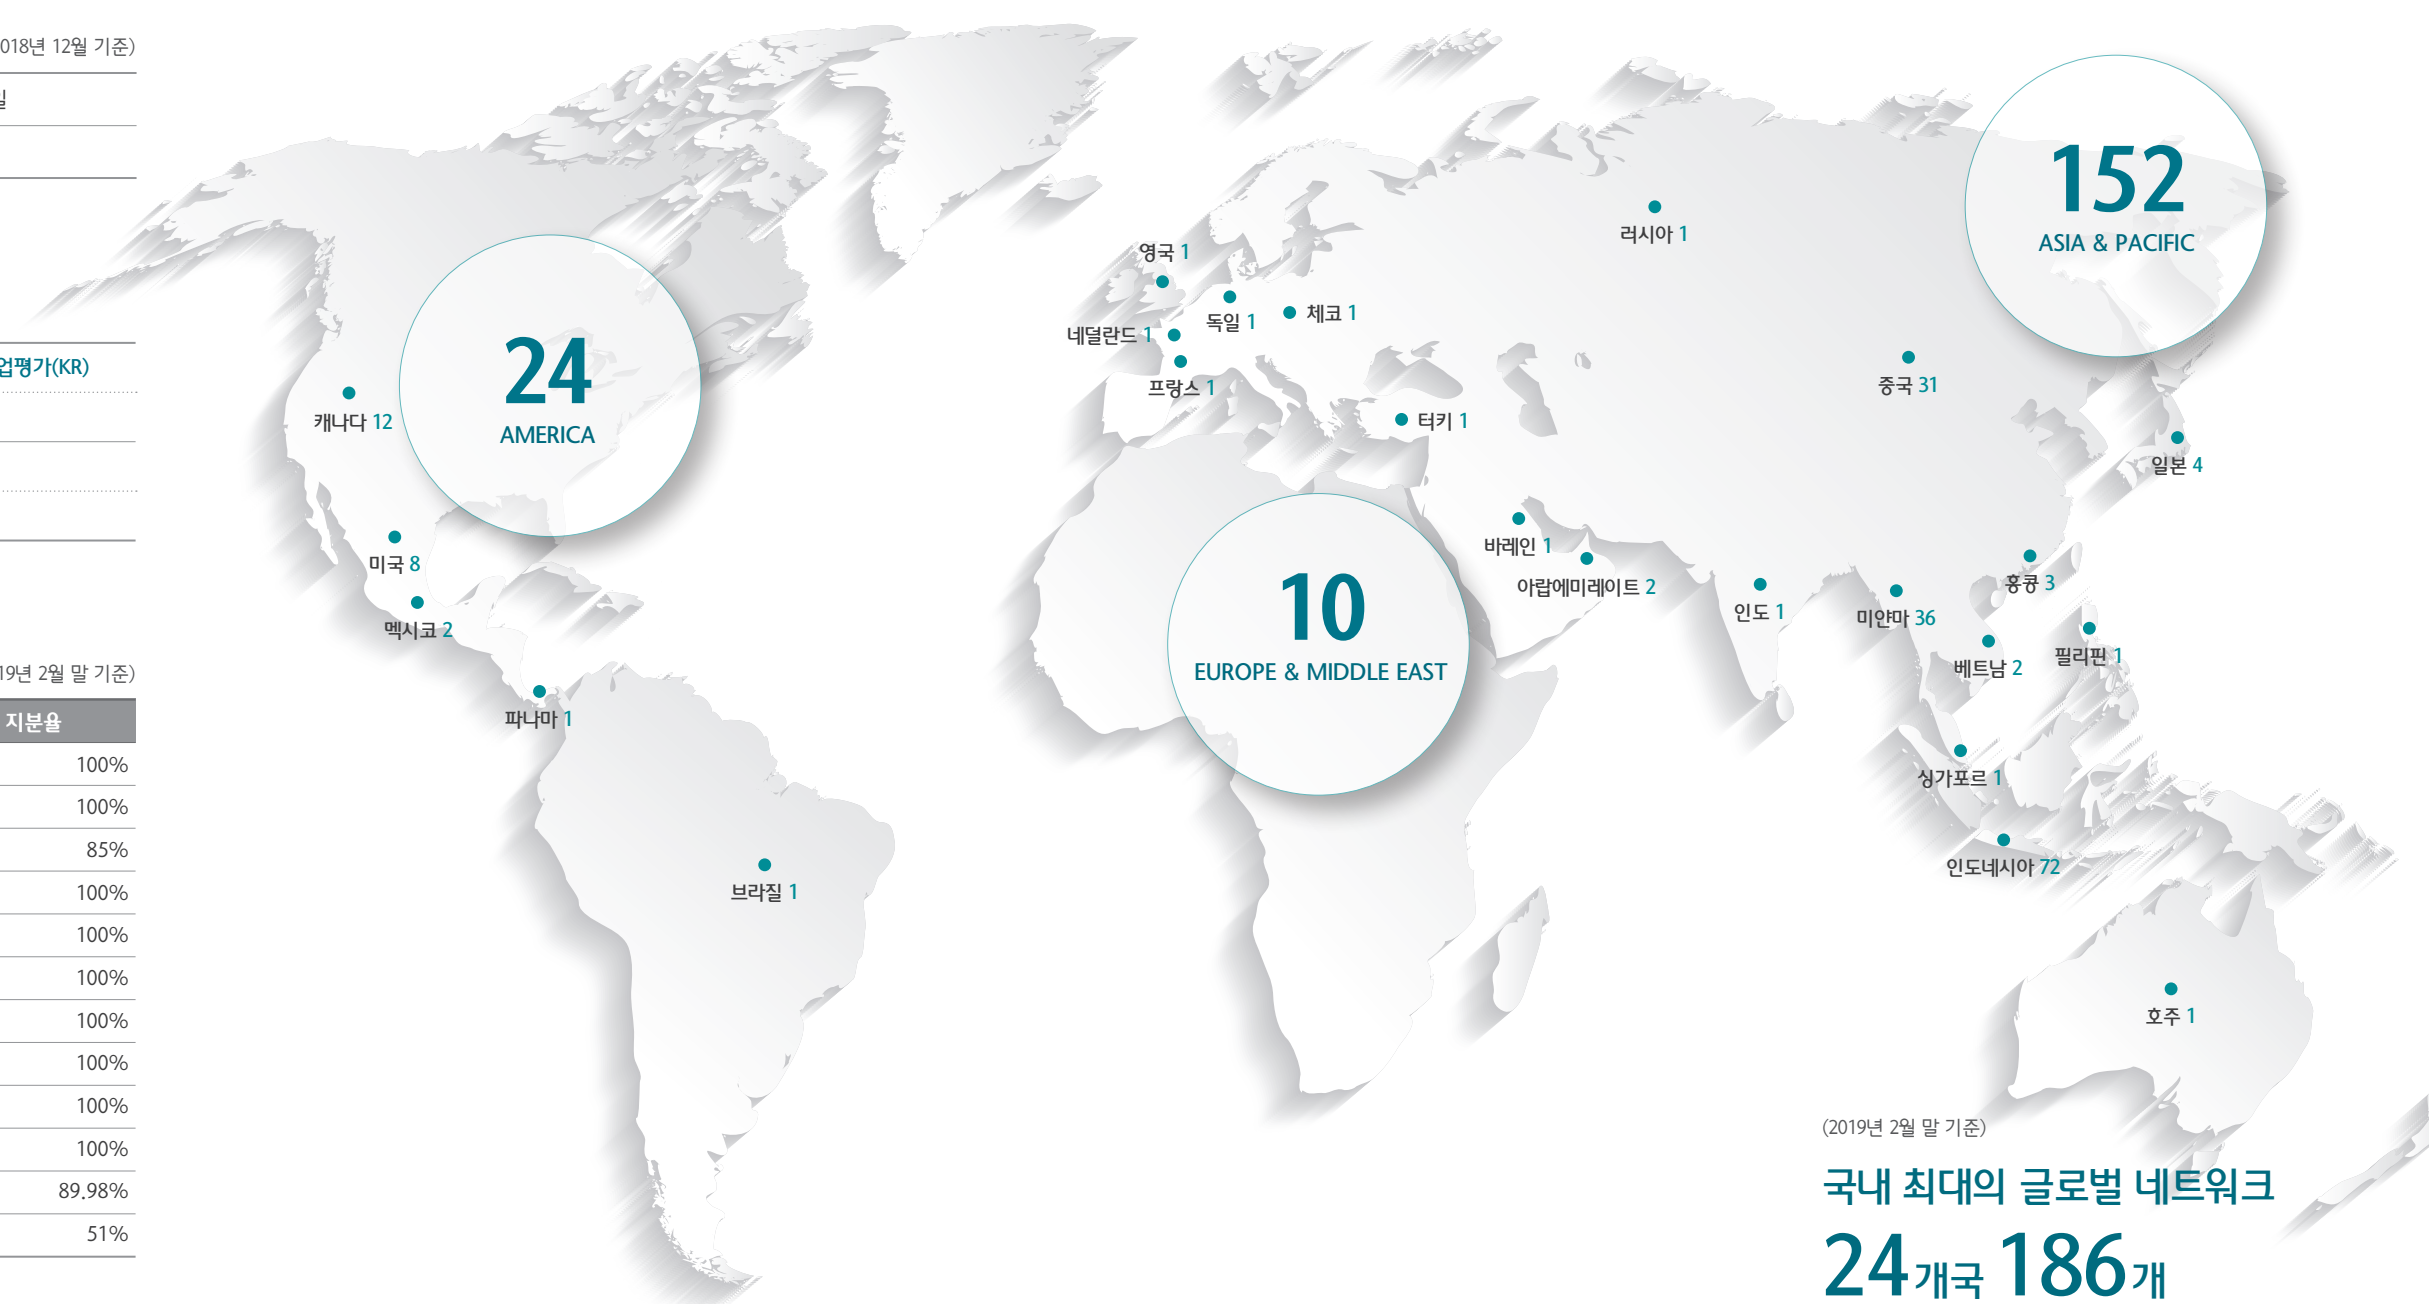 018년 12월 기준)
일
업평가(KR)
19년 2월 말 기준)
지분율
100%
100%
85%
100%
100%
100%
100%
100%
100%
100%
89.98%
51%
24
AMERICA
캐나다 12
미국 8
멕시코 2
파나마 1
브라질 1
영국 1
네덜란드 1
독일 1
체코 1
프랑스 1
터키 1
러시아 1
10
EUROPE & MIDDLE EAST
바레인 1
아랍에미레이트 2
152
ASIA & PACIFIC
중국 31
일본 4
홍콩 3
인도 1
미얀마 36
베트남 2
필리핀 1
싱가포르 1
인도네시아 72
호주 1
(2019년 2월 말 기준)
국내 최대의 글로벌 네트워크
24개국 186개